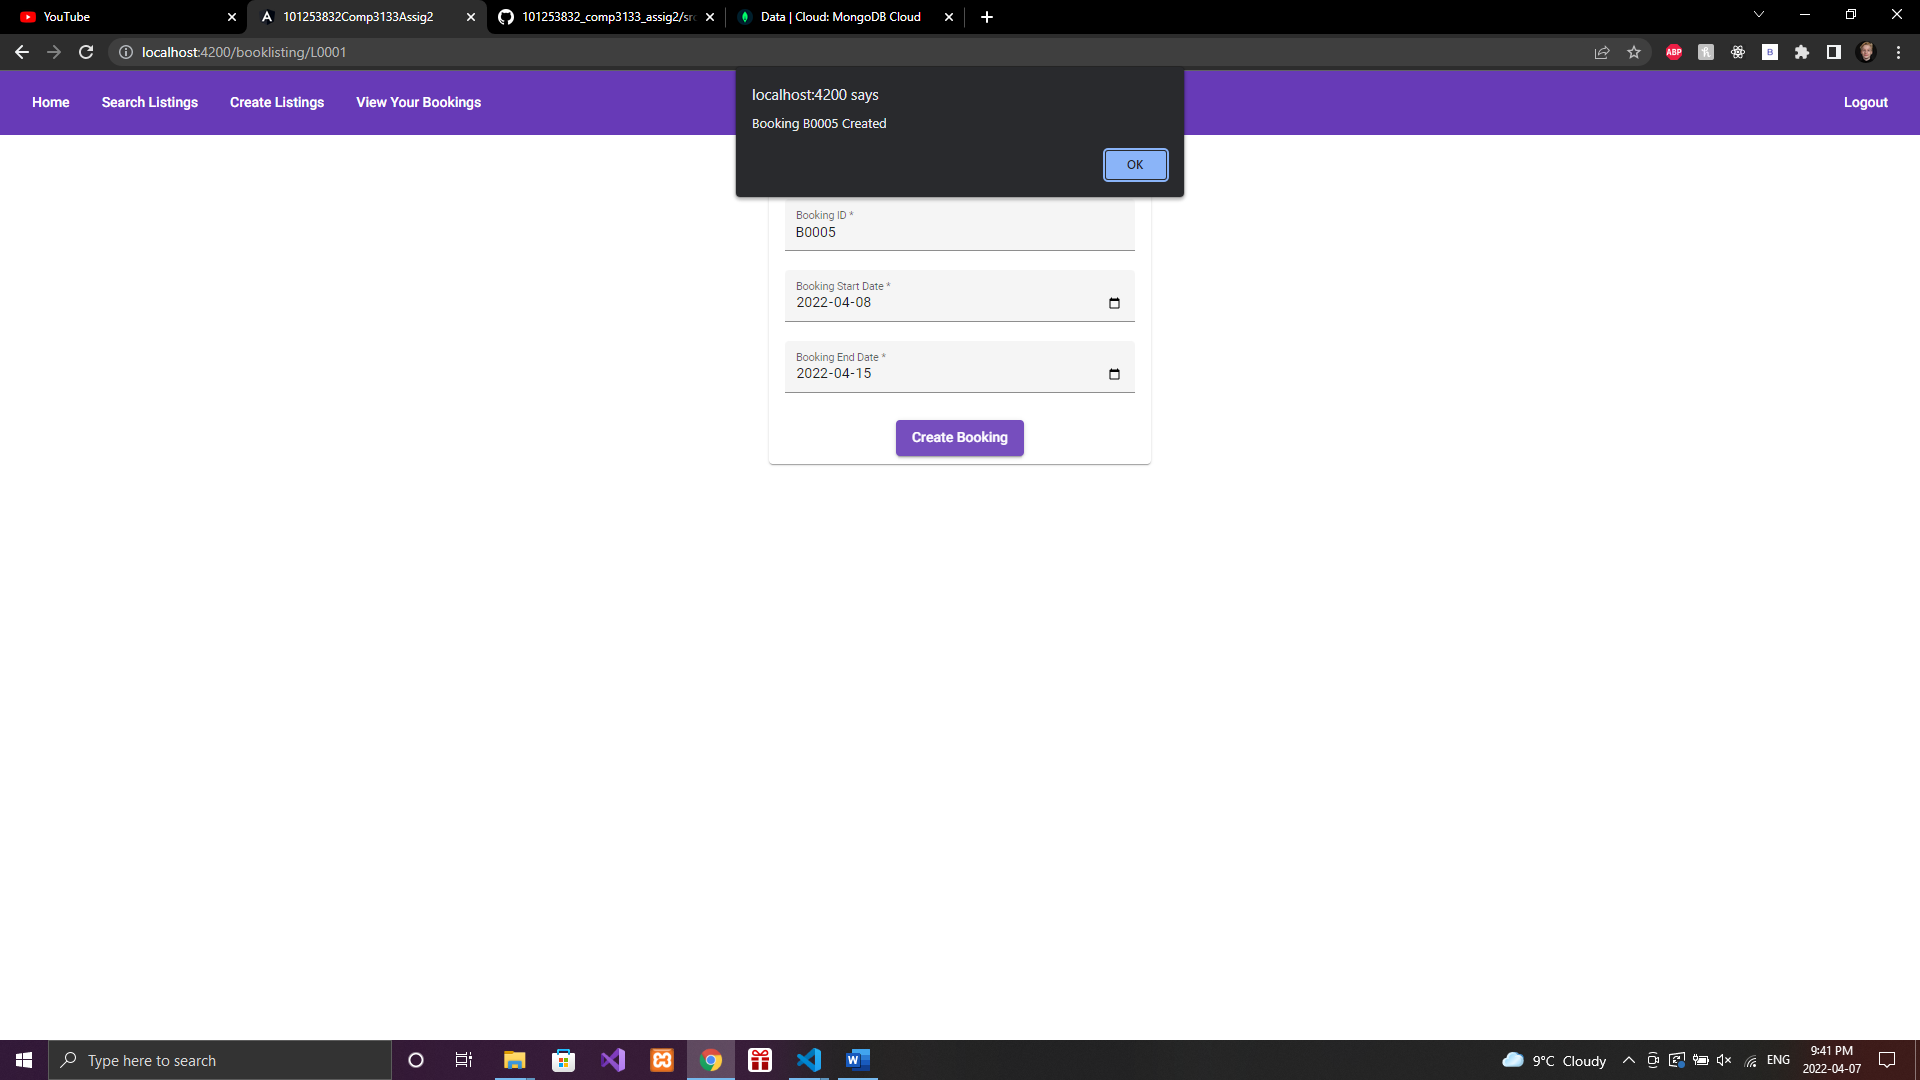 YouTube
101253832Comp3133Assig2
101253832_comp3133_assig2/src
Data | Cloud: MongoDB Cloud
localhost:4200/booklisting/L0001
ABP
B
Home
Search Listings
Create Listings
View Your Bookings
Logout
localhost:4200 says
Booking B0005 Created
OK
Booking ID *
B0005
Booking Start Date *
2022-04-08
Booking End Date *
2022-04-15
Create Booking
Type here to search
9°C Cloudy
ENG
9:41 PM
2022-04-07